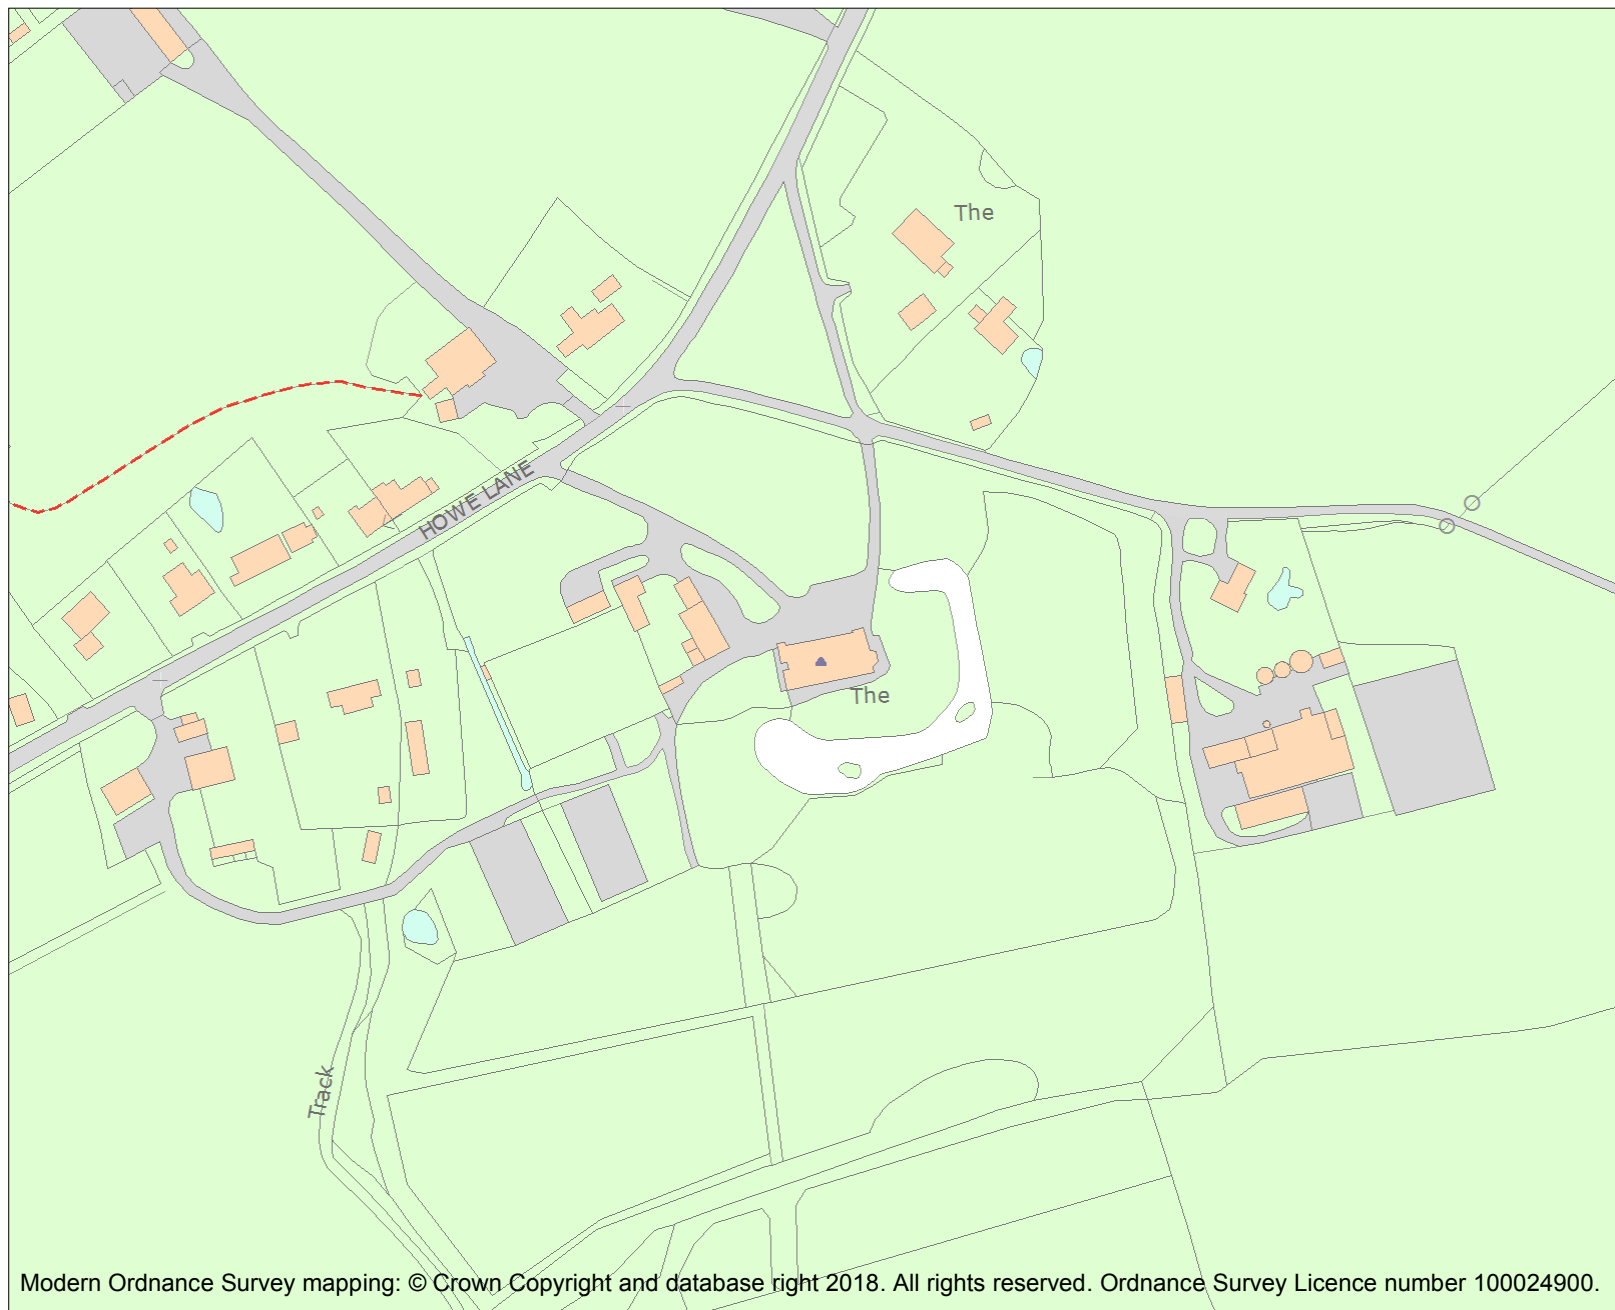 The
HOWE LANE
The
Track
Modern Ordnance Survey mapping: © Crown Copyright and database right 2018. All rights reserved. Ordnance Survey Licence number 100024900.